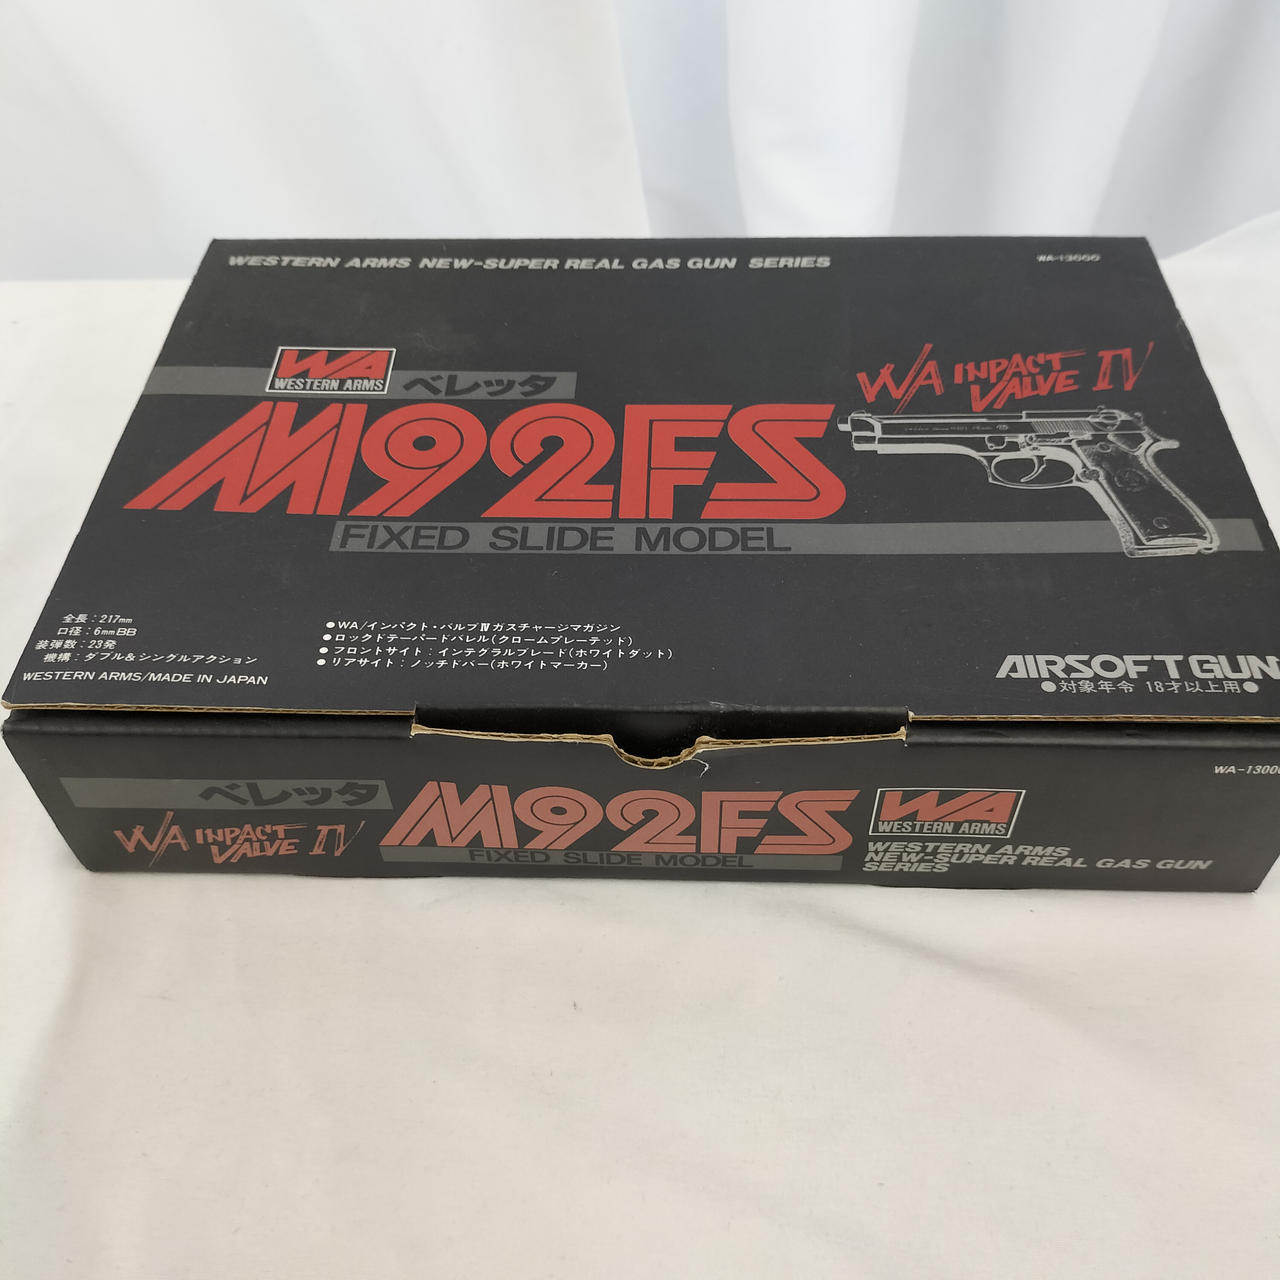 WESTERN ARMS NEW-SUPER REAL GAS GUN SERIES
WA-13000
WA
WESTERN ARMS
ベレッタ
M92FS
FIXED SLIDE MODEL
WA INPACT
VALVE IV
全長：217mm
口径：6mmBB
装弾数：23発
機構：ダブル&シングルアクション
WESTERN ARMS/MADE IN JAPAN
●WA/インパクト・バルブⅣガスチャージマガジン
●ロックドテーパードバレル(クロームプレーテッド)
●フロントサイト：インテグラルブレード(ホワイトダット)
●リアサイト：ノッチドバー(ホワイトマーカー)
AIRSOFTGUN
●対象年令 18才以上用●
WA-13000
ベレッタ
WA INPACT
VALVE IV
M92FS
FIXED SLIDE MODEL
WA
WESTERN ARMS
WESTERN ARMS
NEW-SUPER REAL GAS GUN
SERIES